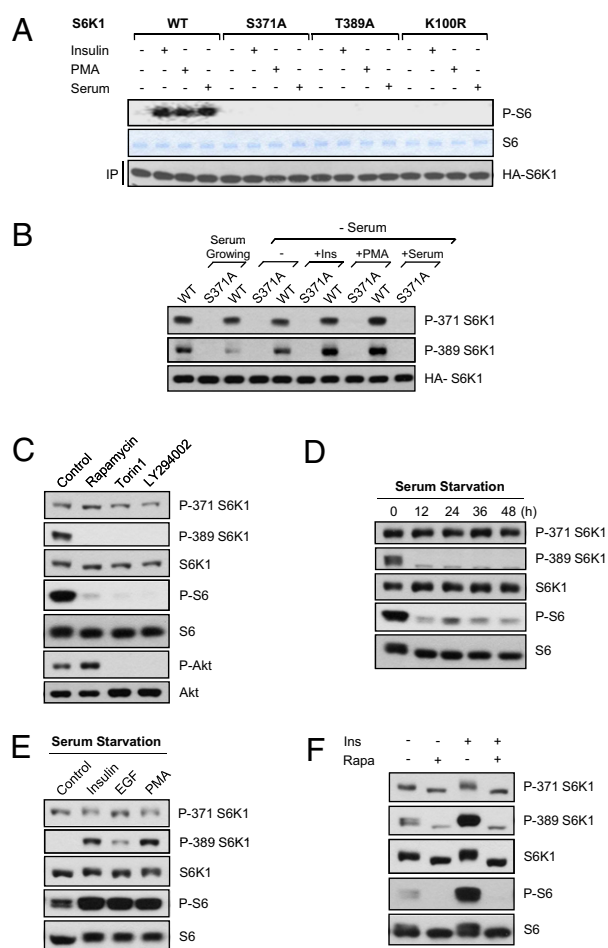 A
S6K1 WT S371A T389A K100R
Insulin - + - - - + - - - + - - - + - -
PMA - - + - - - + - - - + - - - + -
Serum - - - + - - - + - - - + - - - +
P-S6
S6
IP HA-S6K1
B
- Serum
Serum Growing - +Ins +PMA +Serum
WT S371A WT S371A WT S371A WT S371A WT S371A
P-371 S6K1
P-389 S6K1
HA- S6K1
C
Control Rapamycin Torin1 LY294002
P-371 S6K1
P-389 S6K1
S6K1
P-S6
S6
P-Akt
Akt
D
Serum Starvation
0 12 24 36 48 (h)
P-371 S6K1
P-389 S6K1
S6K1
P-S6
S6
E
Serum Starvation
Control Insulin EGF PMA
P-371 S6K1
P-389 S6K1
S6K1
P-S6
S6
F
Ins - - + +
Rapa - + - +
P-371 S6K1
P-389 S6K1
S6K1
P-S6
S6